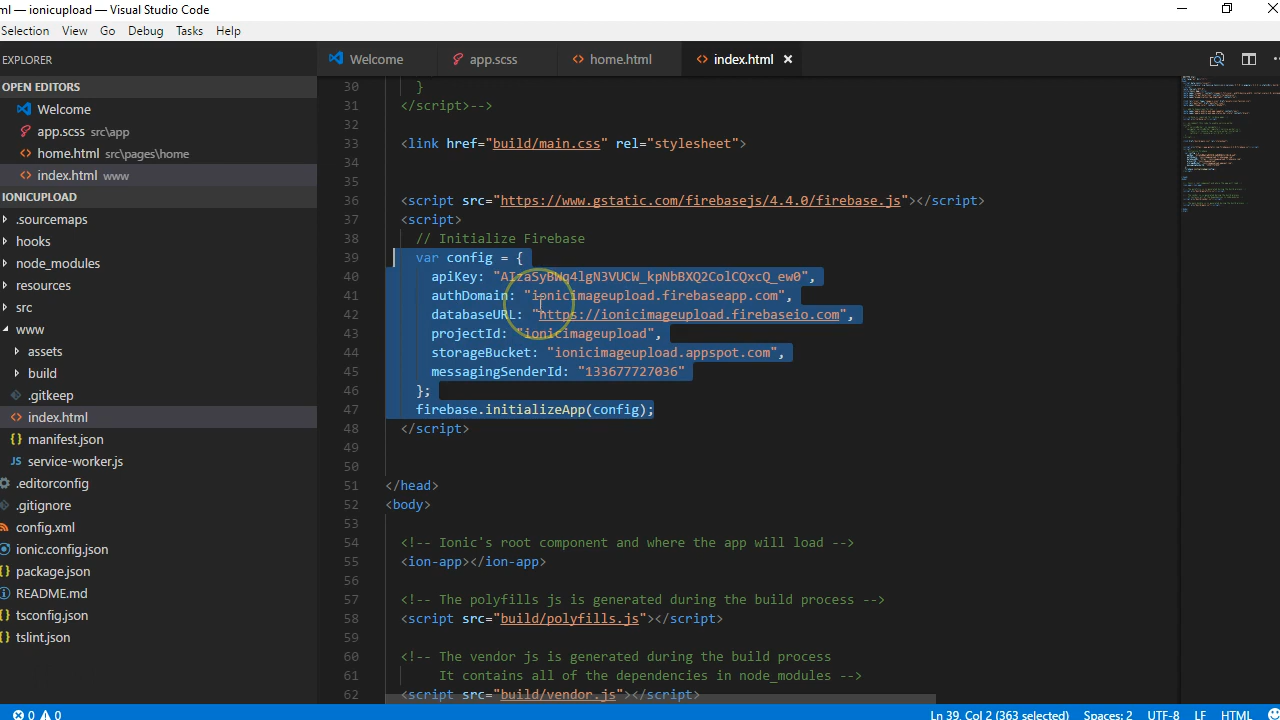 ml — ionicupload — Visual Studio Code
Selection View Go Debug Tasks Help
EXPLORER
OPEN EDITORS
Welcome
app.scss src\app
home.html src\pages\home
index.html www
IONICUPLOAD
.sourcemaps
hooks
node_modules
resources
src
www
assets
build
.gitkeep
index.html
manifest.json
JS service-worker.js
.editorconfig
.gitignore
config.xml
ionic.config.json
package.json
README.md
tsconfig.json
tslint.json
Welcome app.scss home.html index.html
30 }
31 </script>-->
32
33 <link href="build/main.css" rel="stylesheet">
34
35
36 <script src="https://www.gstatic.com/firebasejs/4.4.0/firebase.js"></script>
37 <script>
38 // Initialize Firebase
39 var config = {
40 apiKey: "AIzaSyBWq4lgN3VUCW_kpNbBXQ2ColCQxcQ_ew0",
41 authDomain: "ionicimageupload.firebaseapp.com",
42 databaseURL: "https://ionicimageupload.firebaseio.com",
43 projectId: "ionicimageupload",
44 storageBucket: "ionicimageupload.appspot.com",
45 messagingSenderId: "133677727036"
46 };
47 firebase.initializeApp(config);
48 </script>
49
50
51 </head>
52 <body>
53
54 <!-- Ionic's root component and where the app will load -->
55 <ion-app></ion-app>
56
57 <!-- The polyfills js is generated during the build process -->
58 <script src="build/polyfills.js"></script>
59
60 <!-- The vendor js is generated during the build process
61 It contains all of the dependencies in node_modules -->
62 <script src="build/vendor.js"></script>
0 0 Ln 39, Col 2 (363 selected) Spaces: 2 UTF-8 LF HTML